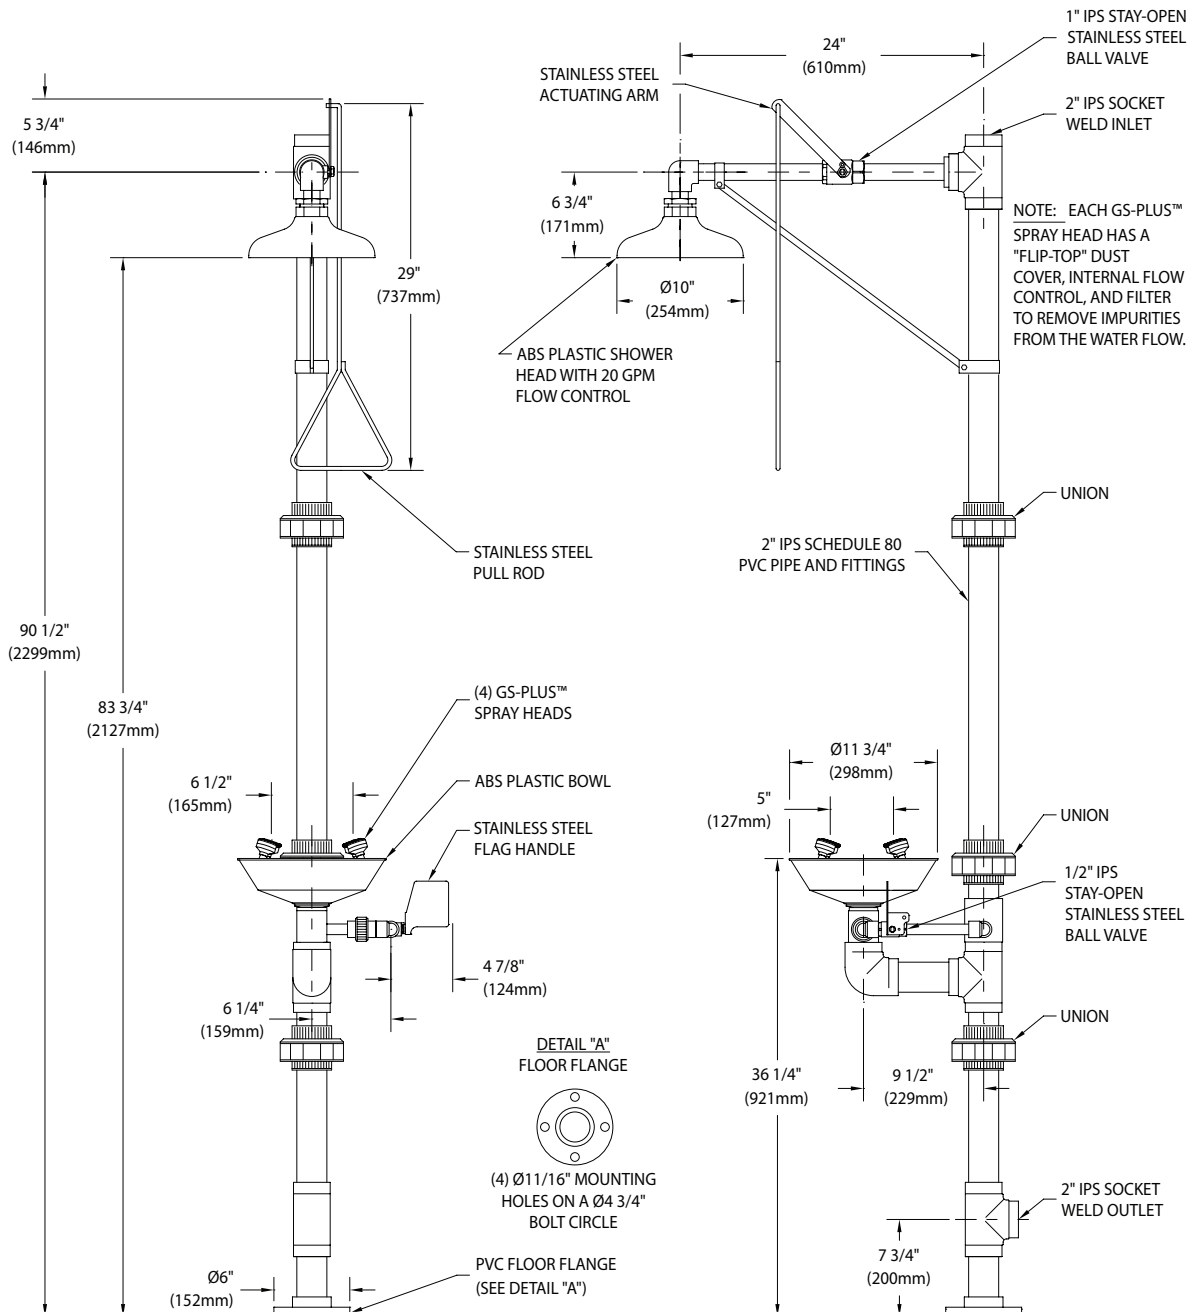 5 3/4"
(146mm)
29"
(737mm)
90 1/2"
(2299mm)
83 3/4"
(2127mm)
STAINLESS STEEL
PULL ROD
(4) GS-PLUS™
SPRAY HEADS
6 1/2"
(165mm)
ABS PLASTIC BOWL
STAINLESS STEEL
FLAG HANDLE
4 7/8"
(124mm)
6 1/4"
(159mm)
DETAIL "A"
FLOOR FLANGE
(4) Ø11/16" MOUNTING
HOLES ON A Ø4 3/4"
BOLT CIRCLE
Ø6"
(152mm)
PVC FLOOR FLANGE
(SEE DETAIL "A")
24"
(610mm)
STAINLESS STEEL
ACTUATING ARM
1" IPS STAY-OPEN
STAINLESS STEEL
BALL VALVE
2" IPS SOCKET
WELD INLET
6 3/4"
(171mm)
Ø10"
(254mm)
ABS PLASTIC SHOWER
HEAD WITH 20 GPM
FLOW CONTROL
NOTE: EACH GS-PLUS™
SPRAY HEAD HAS A
"FLIP-TOP" DUST
COVER, INTERNAL FLOW
CONTROL, AND FILTER
TO REMOVE IMPURITIES
FROM THE WATER FLOW.
UNION
2" IPS SCHEDULE 80
PVC PIPE AND FITTINGS
Ø11 3/4"
(298mm)
5"
(127mm)
UNION
1/2" IPS
STAY-OPEN
STAINLESS STEEL
BALL VALVE
UNION
36 1/4"
(921mm)
9 1/2"
(229mm)
2" IPS SOCKET
WELD OUTLET
7 3/4"
(200mm)